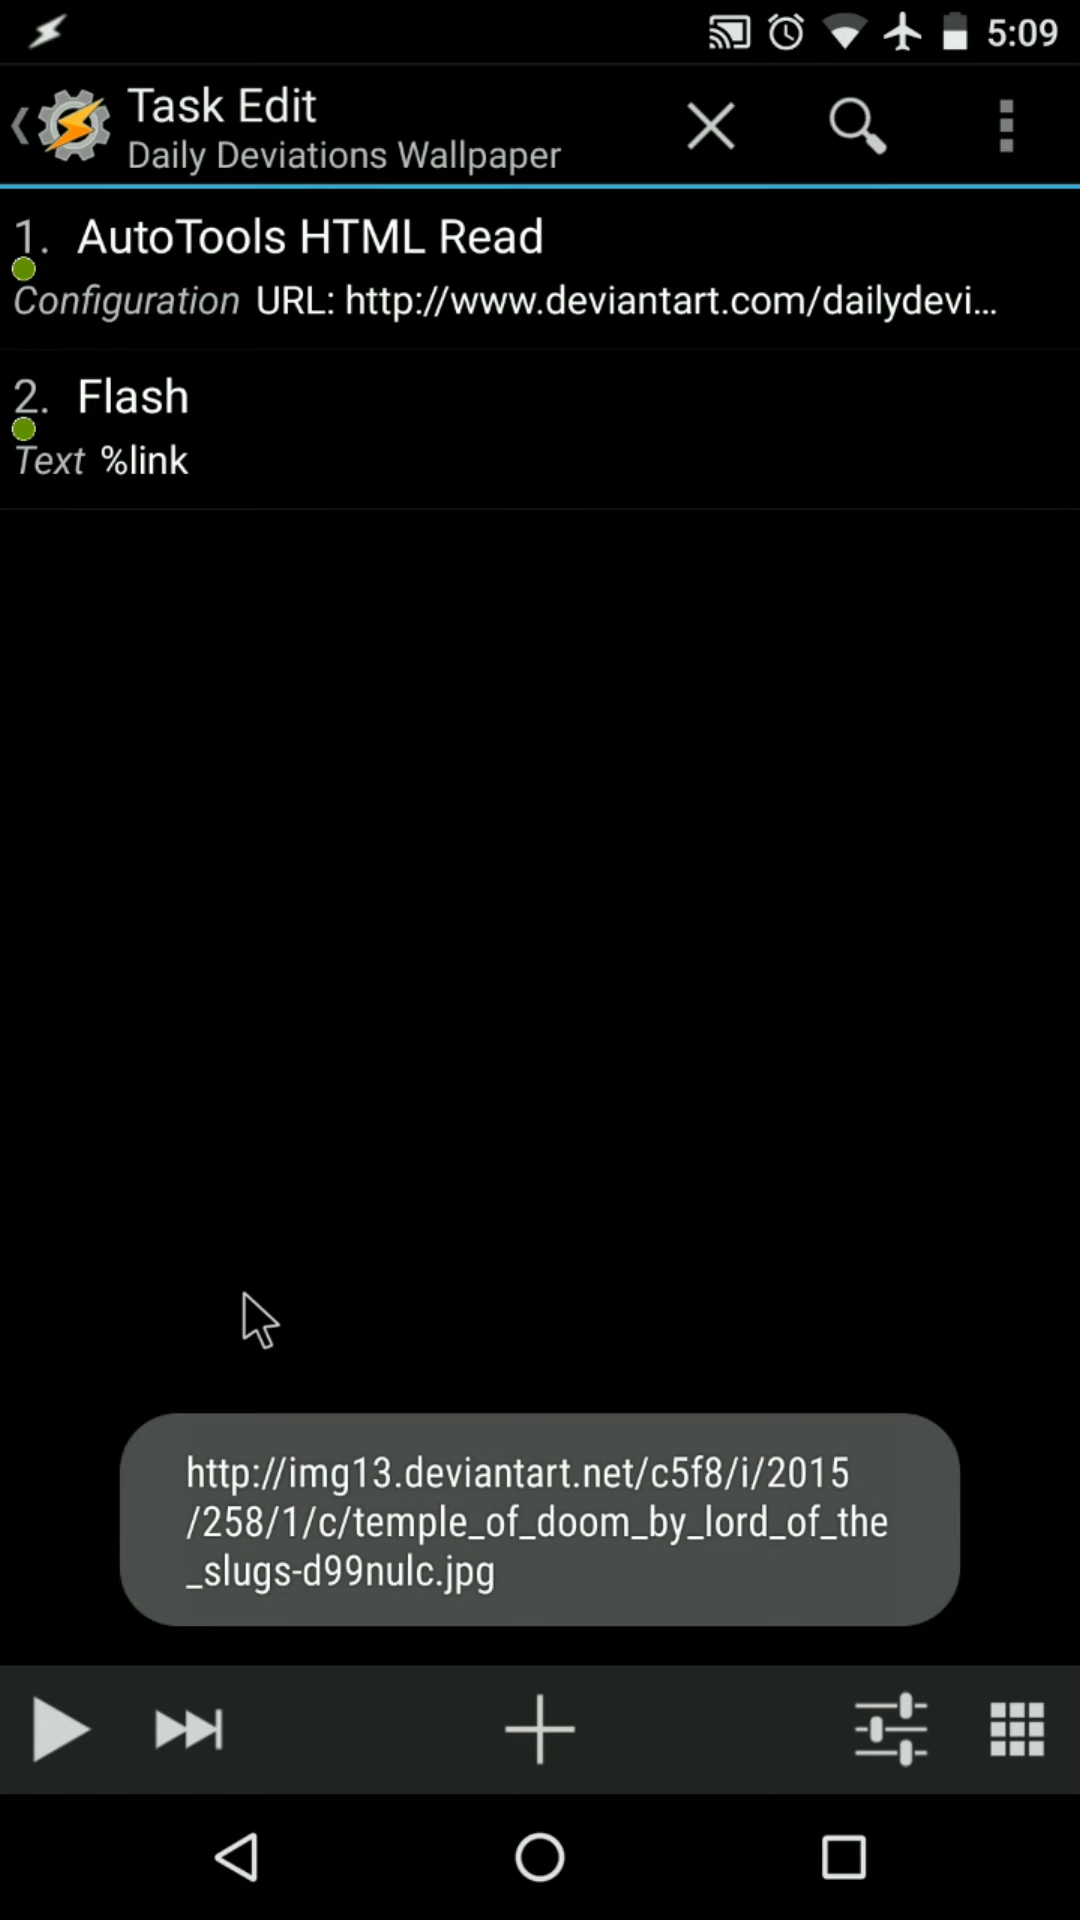 5:09
Task Edit
Daily Deviations Wallpaper
1. AutoTools HTML Read
Configuration URL: http://www.deviantart.com/dailydevi...
2. Flash
Text %link
http://img13.deviantart.net/c5f8/i/2015
/258/1/c/temple_of_doom_by_lord_of_the
_slugs-d99nulc.jpg